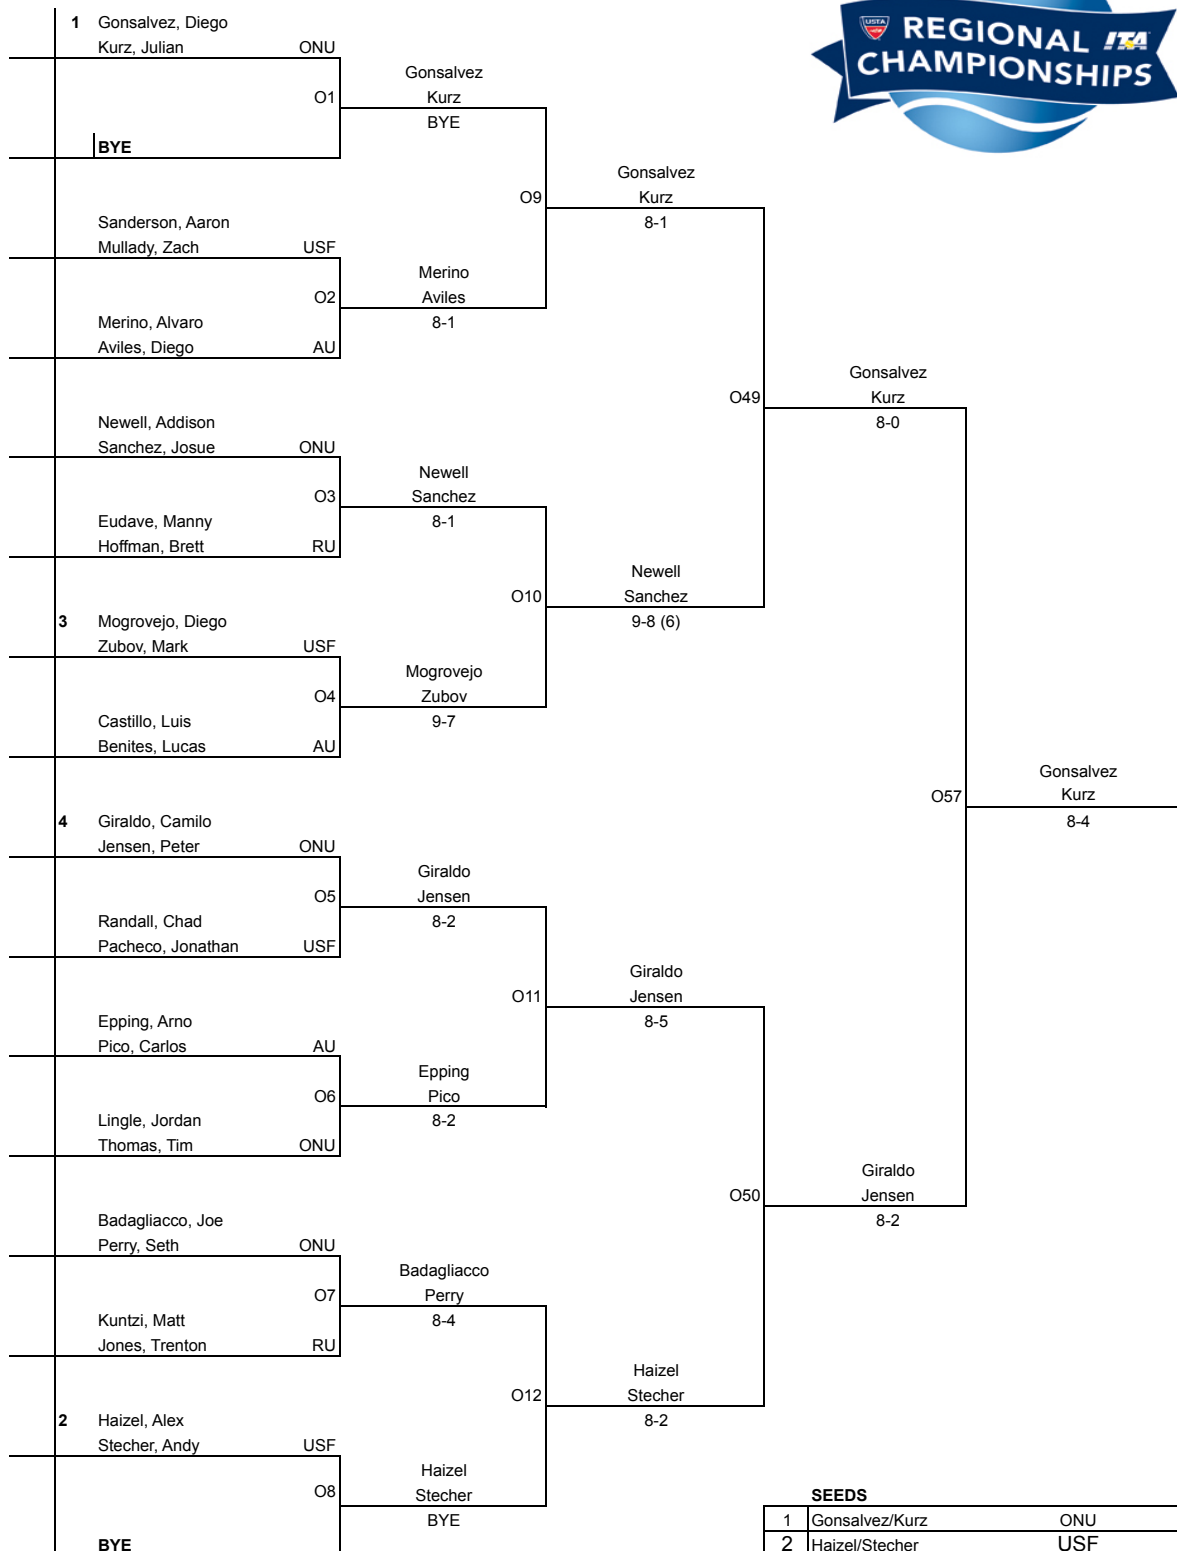 USTA
REGIONAL ITA
CHAMPIONSHIPS
1 Gonsalvez, Diego
Kurz, Julian ONU
O1
BYE
Sanderson, Aaron
Mullady, Zach USF
O2
Merino, Alvaro
Aviles, Diego AU
Newell, Addison
Sanchez, Josue ONU
O3
Eudave, Manny
Hoffman, Brett RU
3 Mogrovejo, Diego
Zubov, Mark USF
O4
Castillo, Luis
Benites, Lucas AU
4 Giraldo, Camilo
Jensen, Peter ONU
O5
Randall, Chad
Pacheco, Jonathan USF
Epping, Arno
Pico, Carlos AU
O6
Lingle, Jordan
Thomas, Tim ONU
Badagliacco, Joe
Perry, Seth ONU
O7
Kuntzi, Matt
Jones, Trenton RU
2 Haizel, Alex
Stecher, Andy USF
O8
BYE
Gonsalvez
Kurz
BYE
O9
Merino
Aviles
8-1
Newell
Sanchez
8-1
O10
Mogrovejo
Zubov
9-7
Giraldo
Jensen
8-2
O11
Epping
Pico
8-2
Badagliacco
Perry
8-4
O12
Haizel
Stecher
BYE
Gonsalvez
Kurz
8-1
O49
Newell
Sanchez
9-8 (6)
Giraldo
Jensen
8-5
O50
Haizel
Stecher
8-2
Gonsalvez
Kurz
8-0
O57
Giraldo
Jensen
8-2
Gonsalvez
Kurz
8-4
SEEDS
1 Gonsalvez/Kurz ONU
2 Haizel/Stecher USF